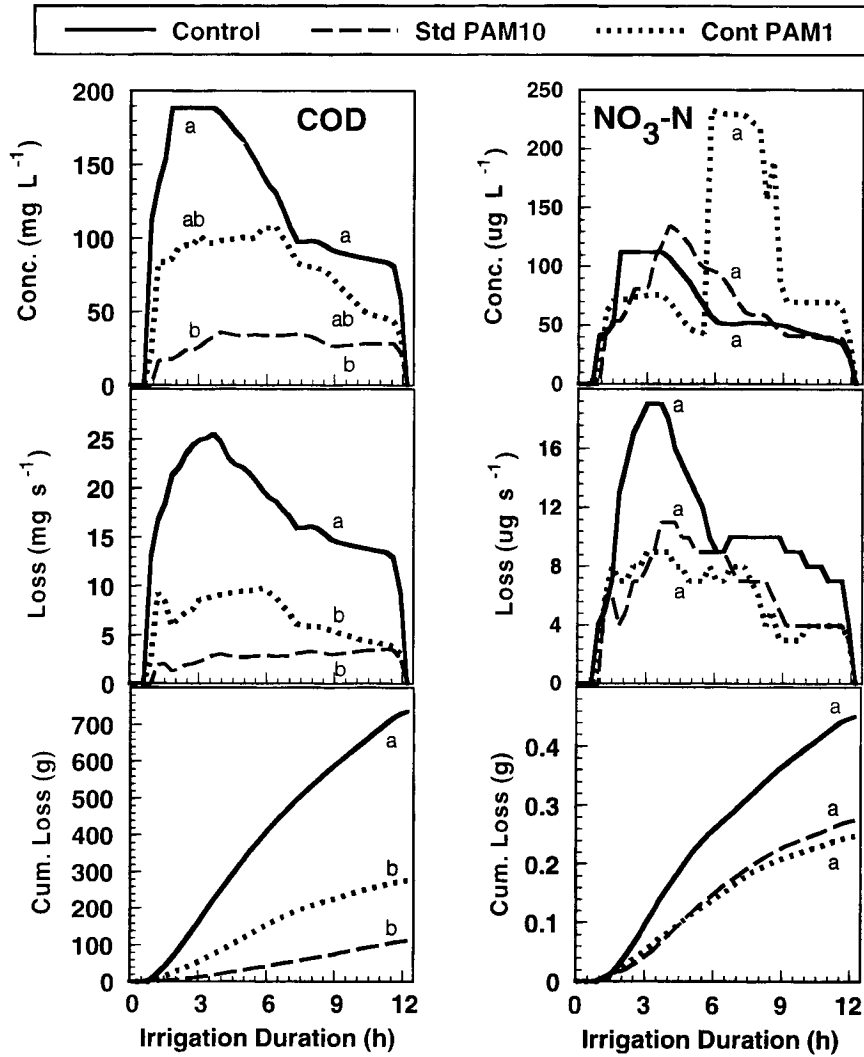 Control Std PAM10 Cont PAM1
COD
200
150
100
50
0
Conc. (mg L⁻¹)
a
ab
a
b
ab
b
NO₃-N
250
200
150
100
50
0
Conc. (ug L⁻¹)
a
a
a
25
20
15
10
5
0
Loss (mg s⁻¹)
a
b
b
16
12
8
4
0
Loss (ug s⁻¹)
a
a
a
700
600
500
400
300
200
100
0
Cum. Loss (g)
a
b
b
0 3 6 9 12
Irrigation Duration (h)
0.4
0.3
0.2
0.1
0
Cum. Loss (g)
a
a
a
0 3 6 9 12
Irrigation Duration (h)